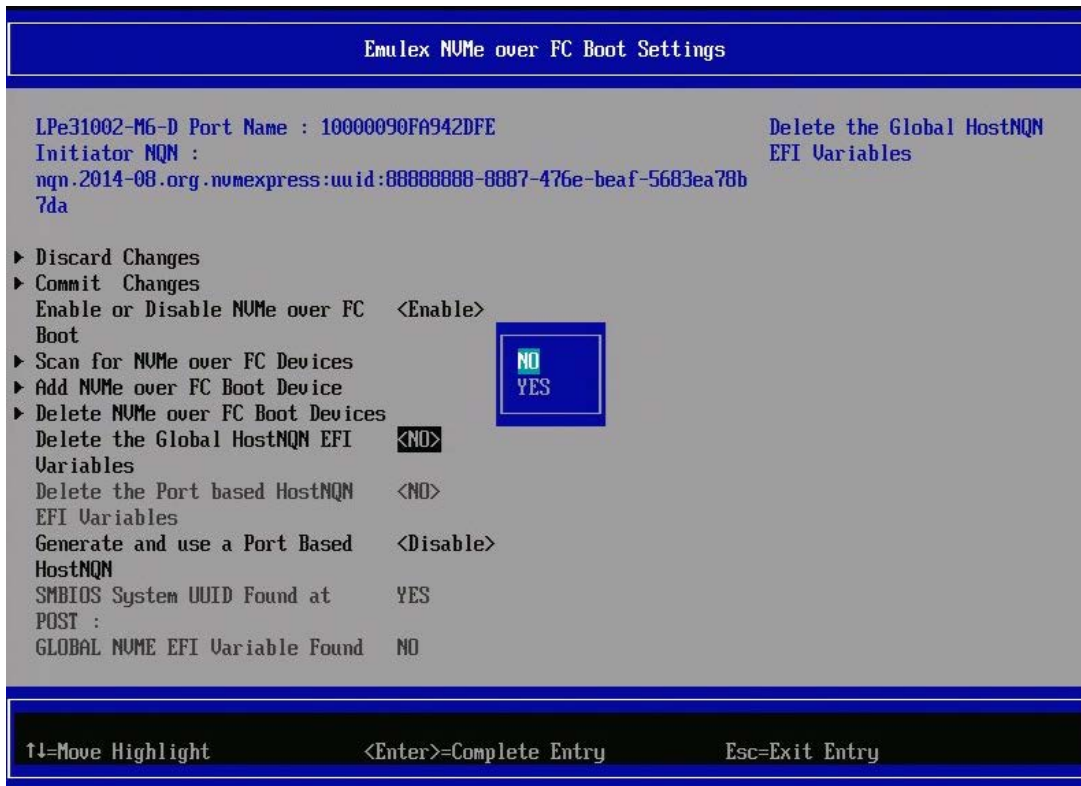 Emulex NVMe over FC Boot Settings
LPe31002-M6-D Port Name : 10000090FA942DFE
Initiator NQN :
nqn.2014-08.org.nvmexpress:uuid:88888888-8887-476e-beaf-5683ea78b
7da
Delete the Global HostNQN
EFI Variables
Discard Changes
Commit  Changes
Enable or Disable NVMe over FC <Enable>
Boot
Scan for NVMe over FC Devices
Add NVMe over FC Boot Device
Delete NVMe over FC Boot Devices
Delete the Global HostNQN EFI <NO>
Variables
Delete the Port based HostNQN <NO>
EFI Variables
Generate and use a Port Based <Disable>
HostNQN
SMBIOS System UUID Found at YES
POST :
GLOBAL NVME EFI Variable Found NO
NO
YES
↑↓=Move Highlight <Enter>=Complete Entry Esc=Exit Entry